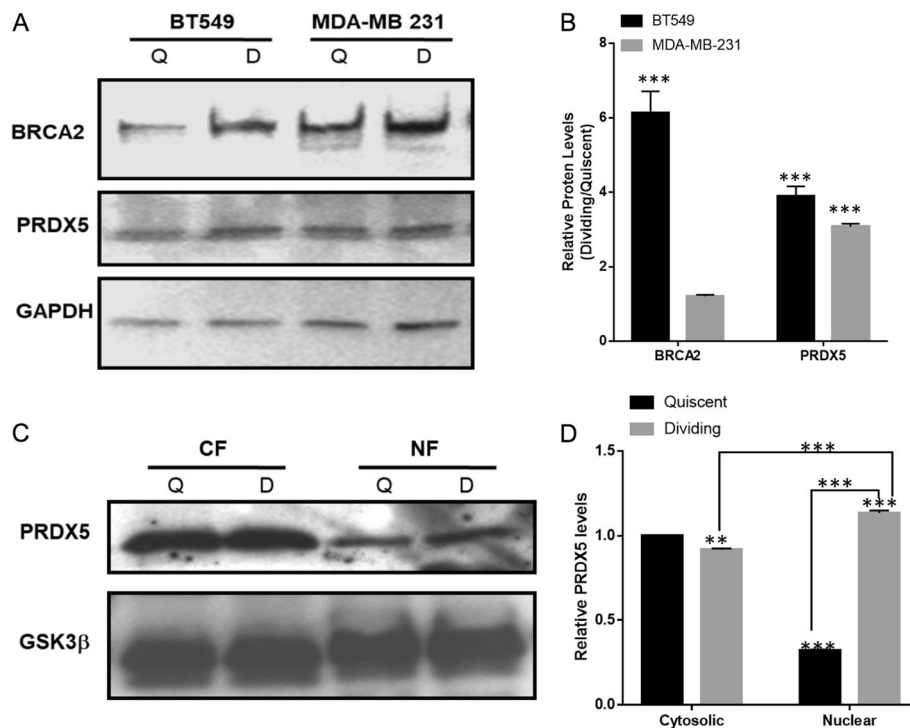 A
BT549 MDA-MB 231
Q D Q D
BRCA2
PRDX5
GAPDH
B
BT549
MDA-MB-231
Relative Proten Levels
(Dividing/Quiescent)
8
6
4
2
0
***
***
***
BRCA2 PRDX5
C
CF NF
Q D Q D
PRDX5
GSK3β
Quiscent
Dividing
D
Relative PRDX5 levels
1.5
1.0
0.5
0.0
***
***
***
**
***
Cytosolic Nuclear